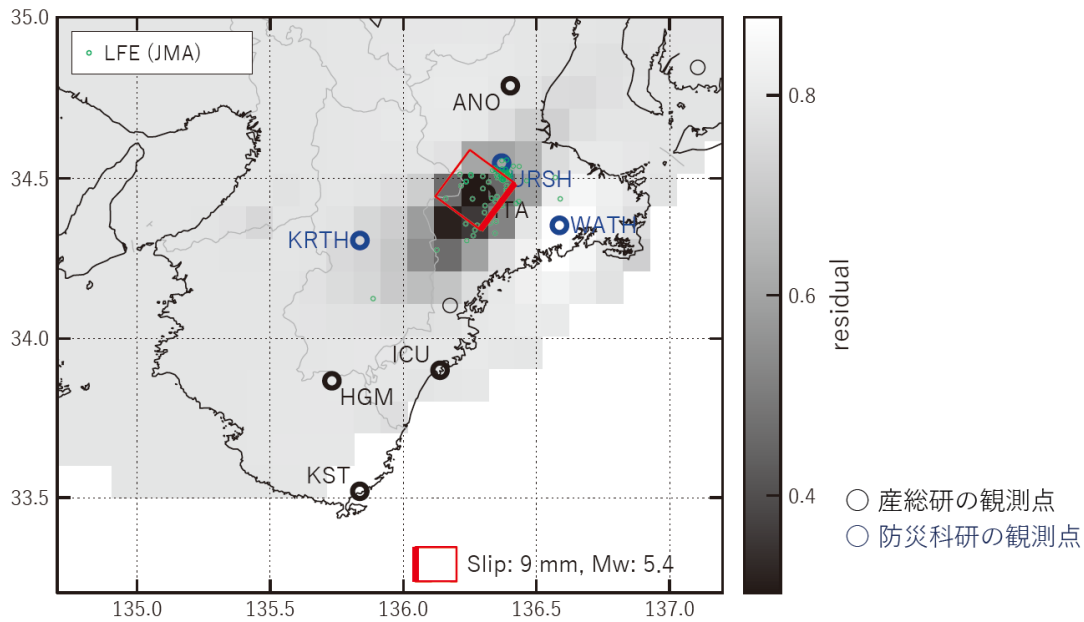 35.0
34.5
34.0
33.5
135.0
135.5
136.0
136.5
137.0
LFE (JMA)
ANO
URSH
ITA
WATH
KRTH
ICU
HGM
KST
Slip: 9 mm, Mw: 5.4
0.8
0.6
0.4
residual
○ 産総研の観測点
○ 防災科研の観測点